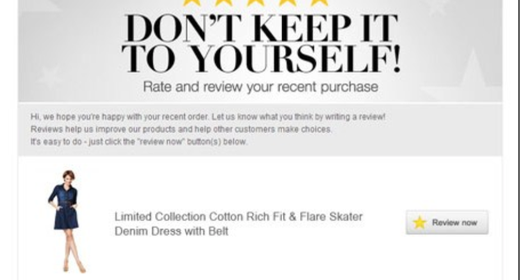 DON'T KEEP IT
TO YOURSELF!
Rate and review your recent purchase
Hi, we hope you're happy with your recent order. Let us know what you think by writing a review!
Reviews help us improve our products and help other customers make choices.
It's easy to do - just click the "review now" button(s) below.
Limited Collection Cotton Rich Fit & Flare Skater
Denim Dress with Belt
Review now